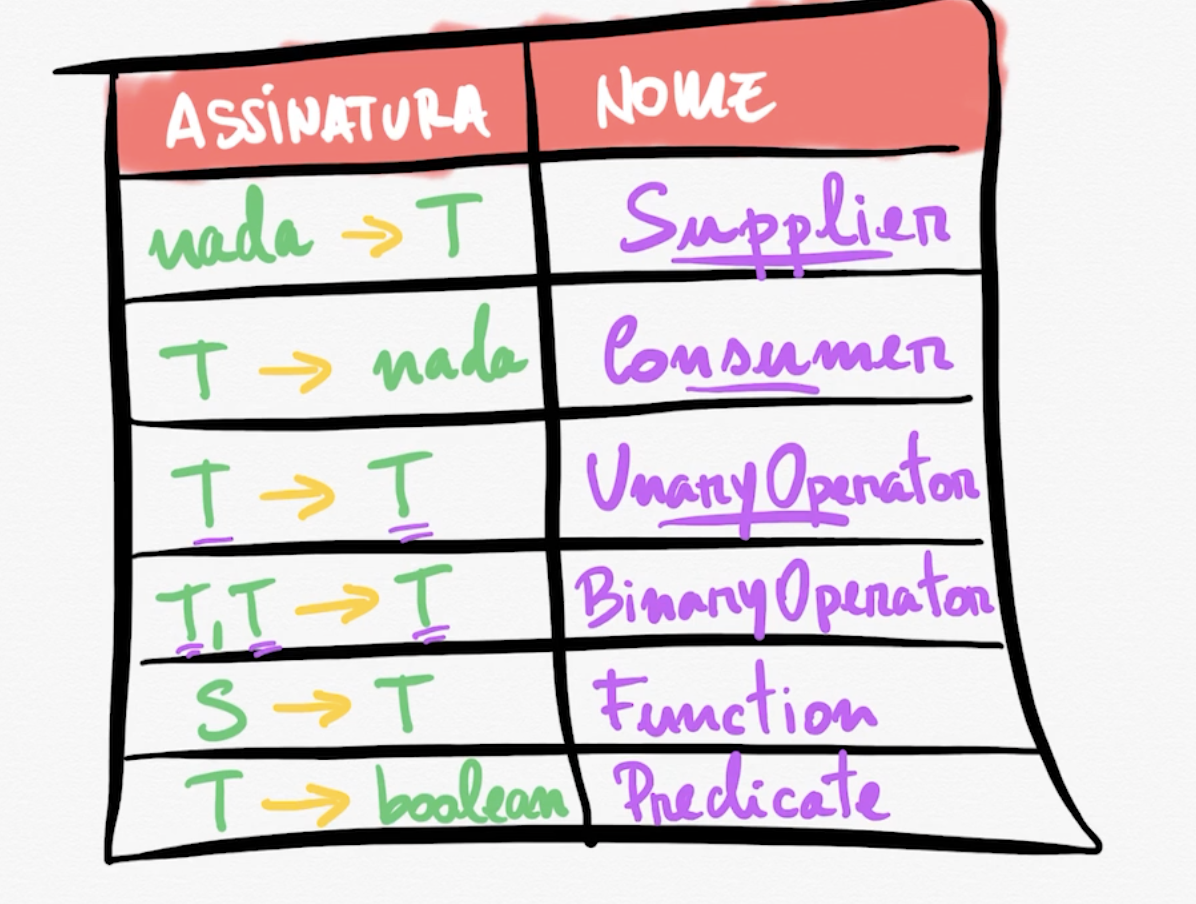 ASSINATURA NOME
nada → T Supplier
T → nada Consumer
T → T UnaryOperator
T,T → T BinaryOperator
S → T Function
T → boolean Predicate